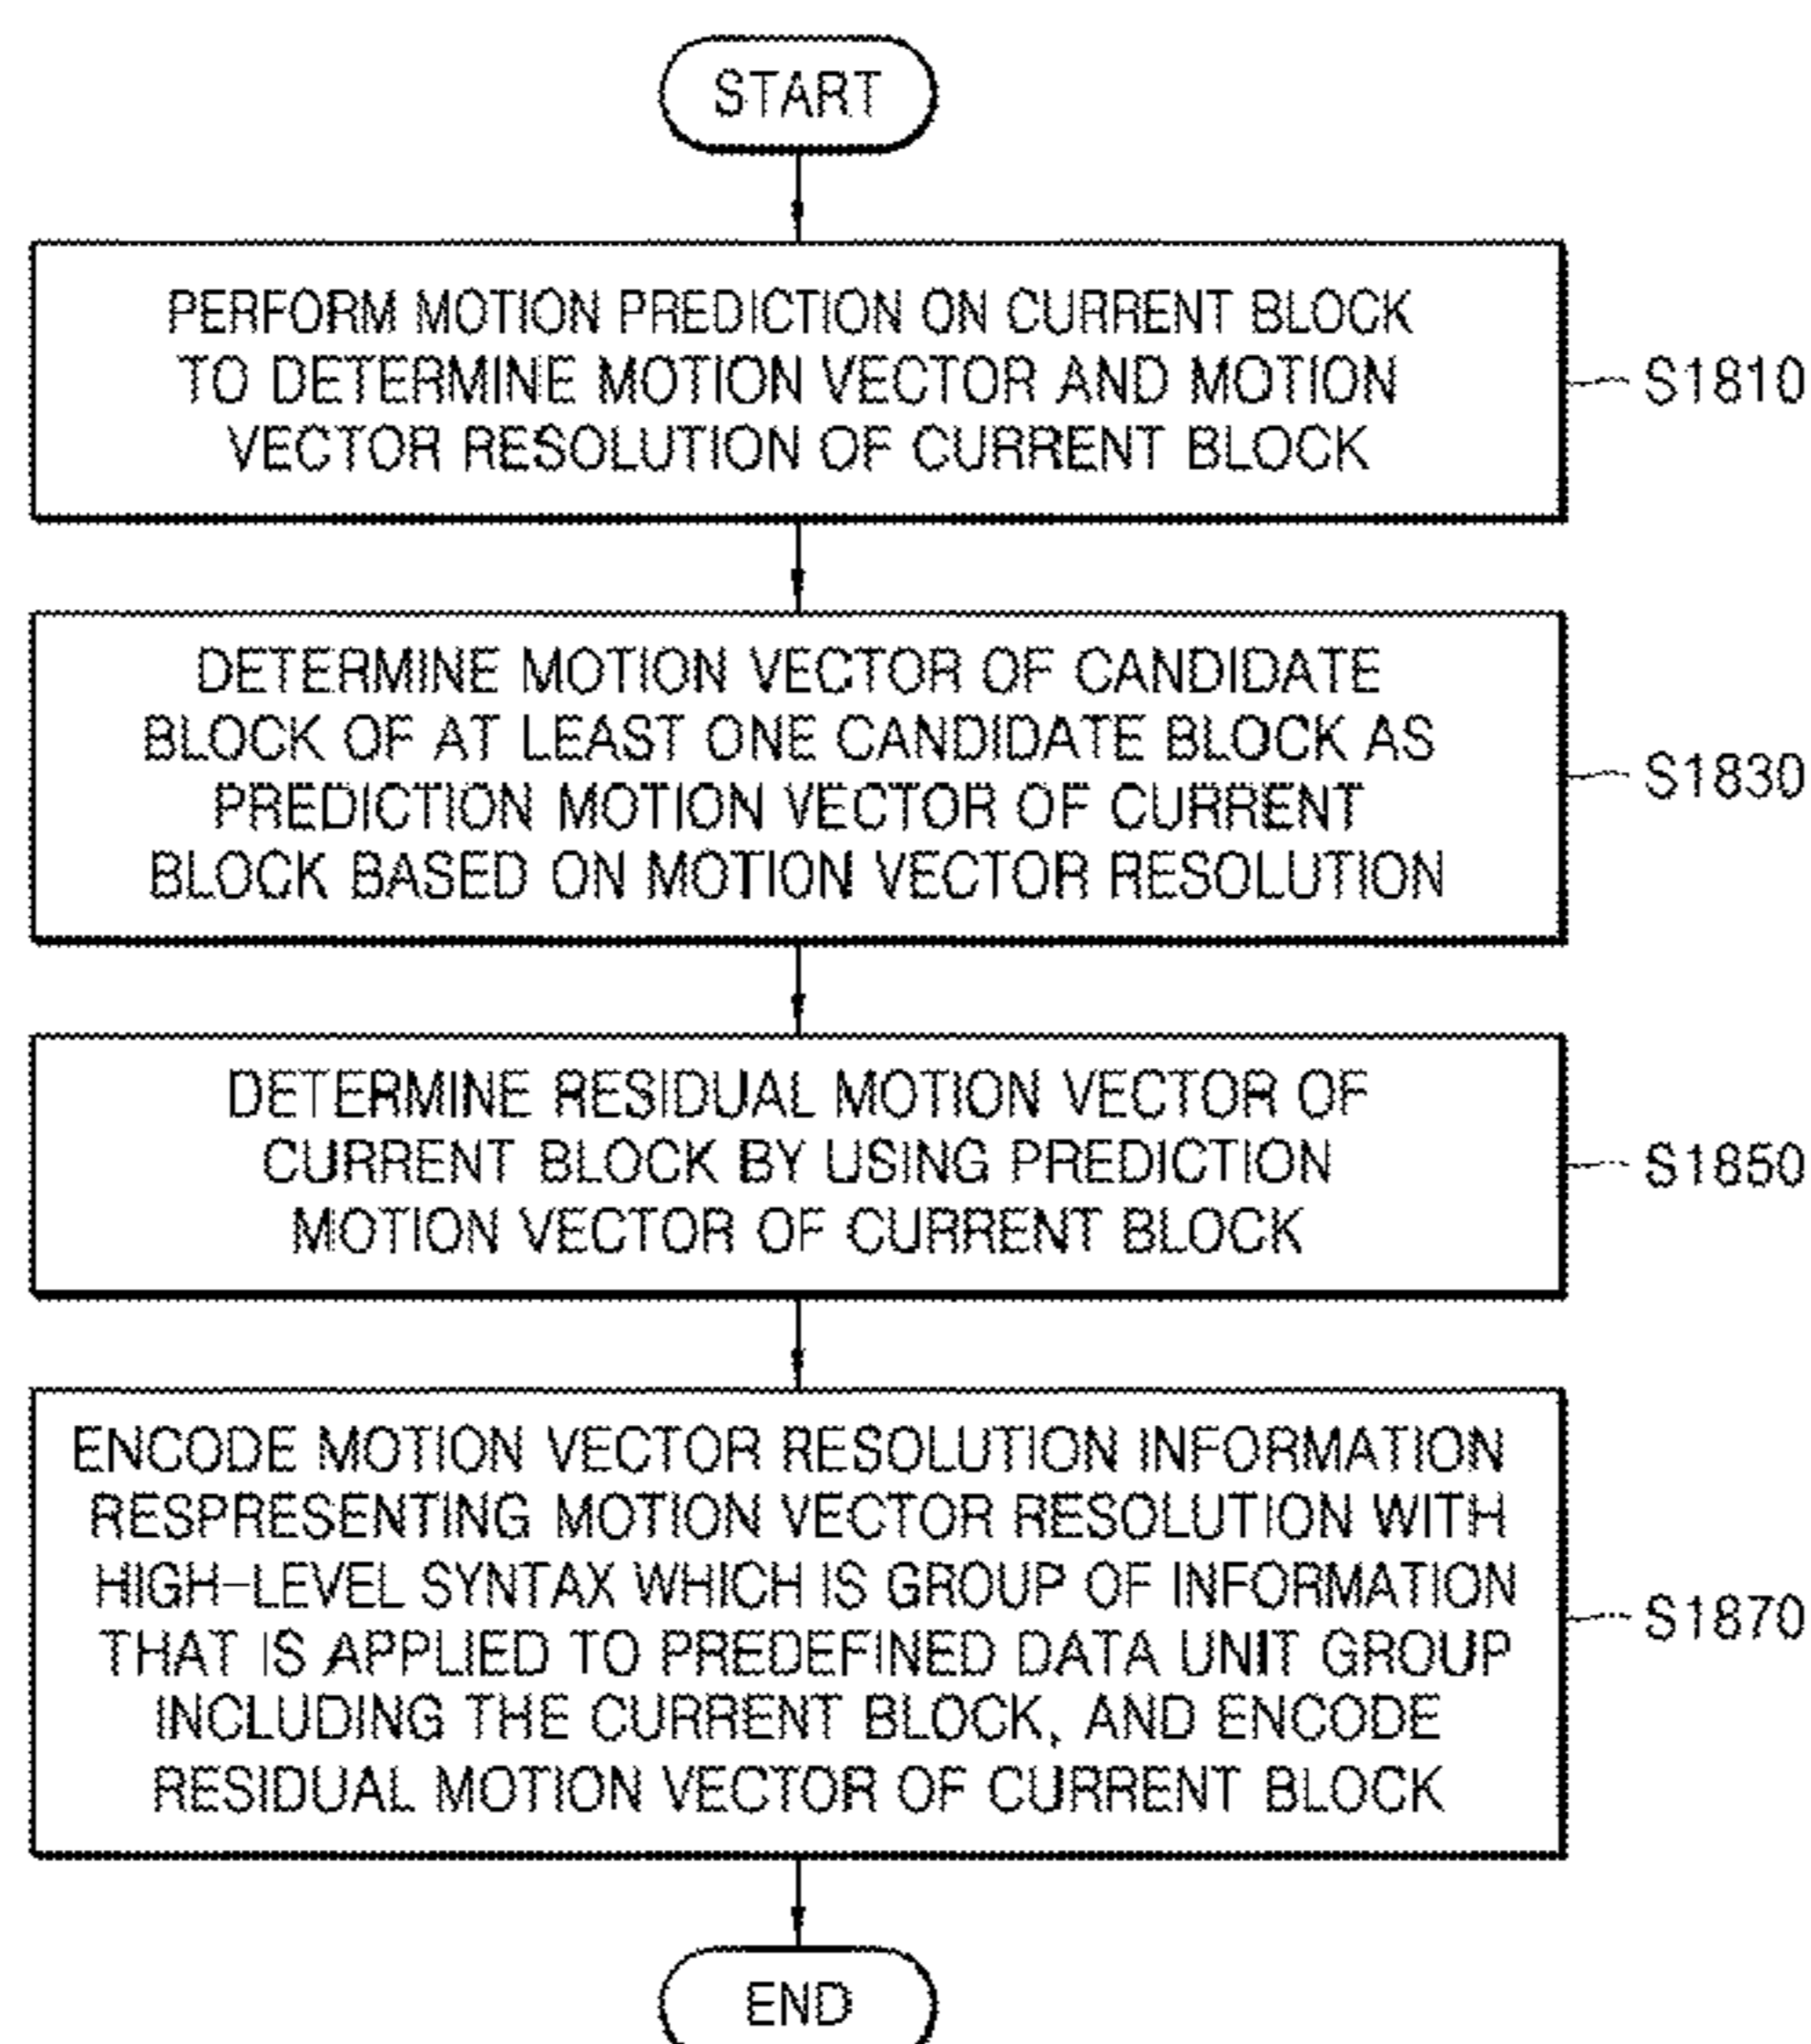 START
PERFORM MOTION PREDICTION ON CURRENT BLOCK
TO DETERMINE MOTION VECTOR AND MOTION
VECTOR RESOLUTION OF CURRENT BLOCK
S1810
DETERMINE MOTION VECTOR OF CANDIDATE
BLOCK OF AT LEAST ONE CANDIDATE BLOCK AS
PREDICTION MOTION VECTOR OF CURRENT
BLOCK BASED ON MOTION VECTOR RESOLUTION
S1830
DETERMINE RESIDUAL MOTION VECTOR OF
CURRENT BLOCK BY USING PREDICTION
MOTION VECTOR OF CURRENT BLOCK
S1850
ENCODE MOTION VECTOR RESOLUTION INFORMATION
RESPRESENTING MOTION VECTOR RESOLUTION WITH
HIGH-LEVEL SYNTAX WHICH IS GROUP OF INFORMATION
THAT IS APPLIED TO PREDEFINED DATA UNIT GROUP
INCLUDING THE CURRENT BLOCK, AND ENCODE
RESIDUAL MOTION VECTOR OF CURRENT BLOCK
S1870
END